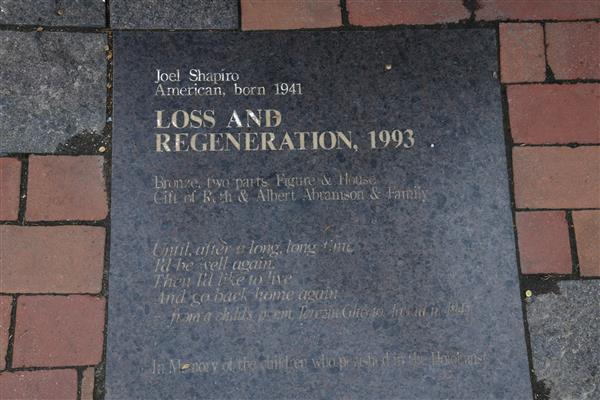 Joel Shapiro
American, born 1941
LOSS AND
REGENERATION, 1993
Bronze, two parts Figure & House
Gift of Ruth & Albert Abramson & Family
Until, after a long, long time,
I'd be well again.
Then I'd like to live
And go back home again
- from a child's poem, Terezin Ghetto,
In Memory of the children who perished in the Holocaust